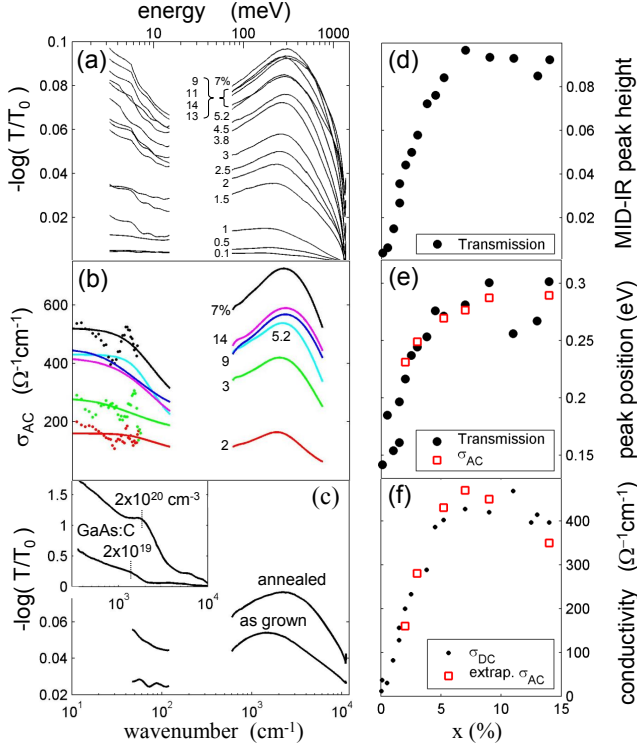 energy (meV)
10 100 1000
0.1
0.08
0.06
0.04
0.02
-log( T/T0 )
(a)
9
11
14
13
7%
5.2
4.5
3.8
3
2.5
2
1.5
1
0.5
0.1
(d)
0.08
0.06
0.04
0.02
MID-IR peak height
Transmission
(b)
600
400
200
σAC (Ω-1cm-1)
7%
14
9
5.2
3
2
(e)
0.3
0.25
0.2
0.15
peak position (eV)
Transmission
σAC
(c)
1.5
1
0.5
0
2x10^20 cm-3
GaAs:C
2x10^19
10^3
10^4
-log( T/T0 )
0.08
0.06
0.04
0.02
annealed
as grown
10^1 10^2 10^3 10^4
wavenumber (cm-1)
(f)
400
300
200
100
0
conductivity (Ω-1cm-1)
σDC
extrap. σAC
0 5 10 15
x (%)